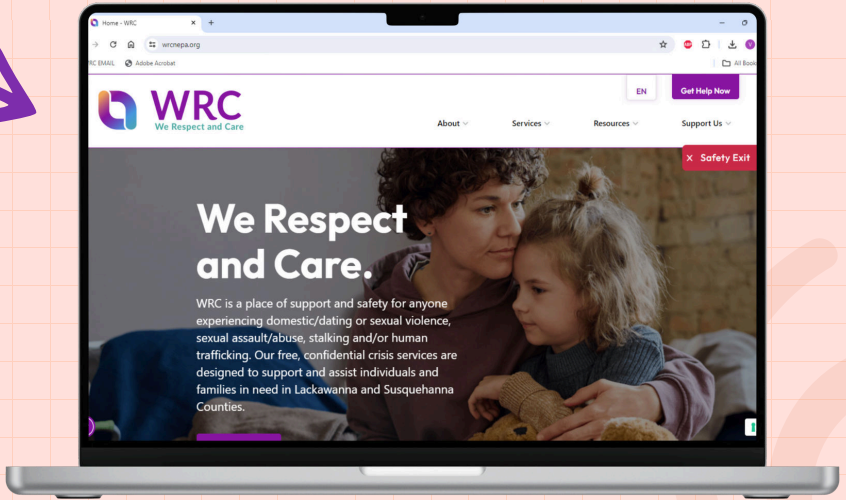 Home - WRC
wrcnepa.org
RC EMAIL Adobe Acrobat All Book
WRC
We Respect and Care
EN
Get Help Now
About
Services
Resources
Support Us
X Safety Exit
We Respect
and Care.
WRC is a place of support and safety for anyone
experiencing domestic/dating or sexual violence,
sexual assault/abuse, stalking and/or human
trafficking. Our free, confidential crisis services are
designed to support and assist individuals and
families in need in Lackawanna and Susquehanna
Counties.